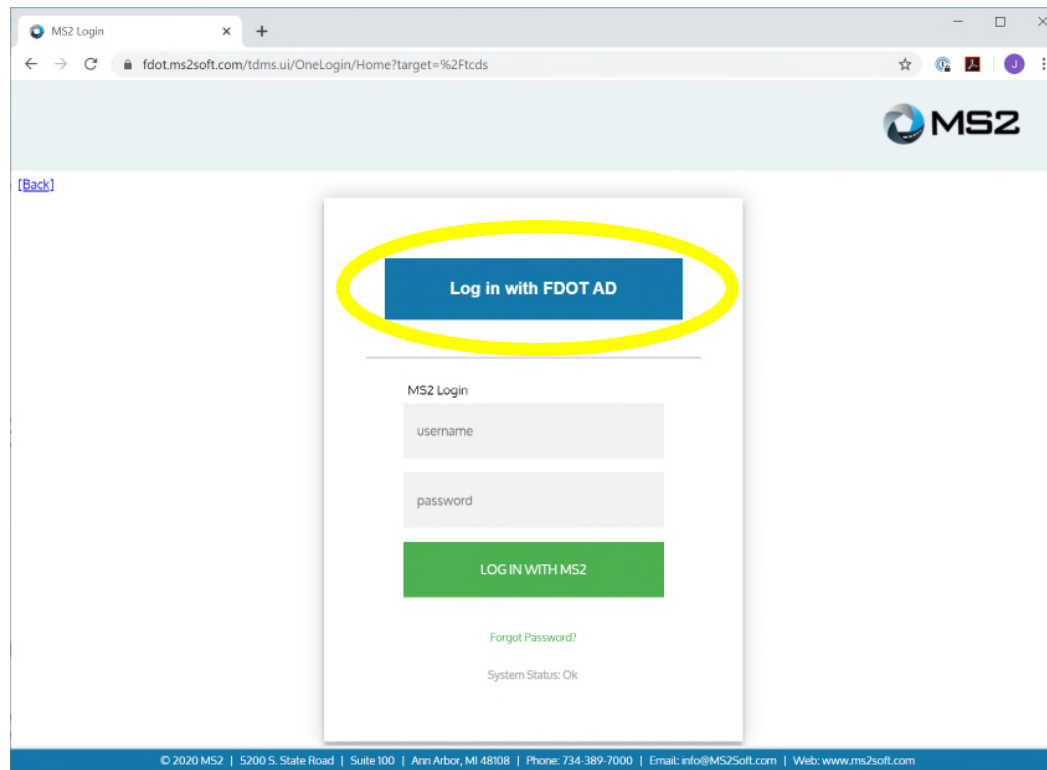 MS2 Login
fdot.ms2soft.com/tdms.ui/OneLogin/Home?target=%2Ftcds
J
MS2
[Back]
Log in with FDOT AD
MS2 Login
username
password
LOG IN WITH MS2
Forgot Password?
System Status: Ok
© 2020 MS2 | 5200 S. State Road | Suite 100 | Ann Arbor, MI 48108 | Phone: 734-389-7000 | Email: info@MS2Soft.com | Web: www.ms2soft.com